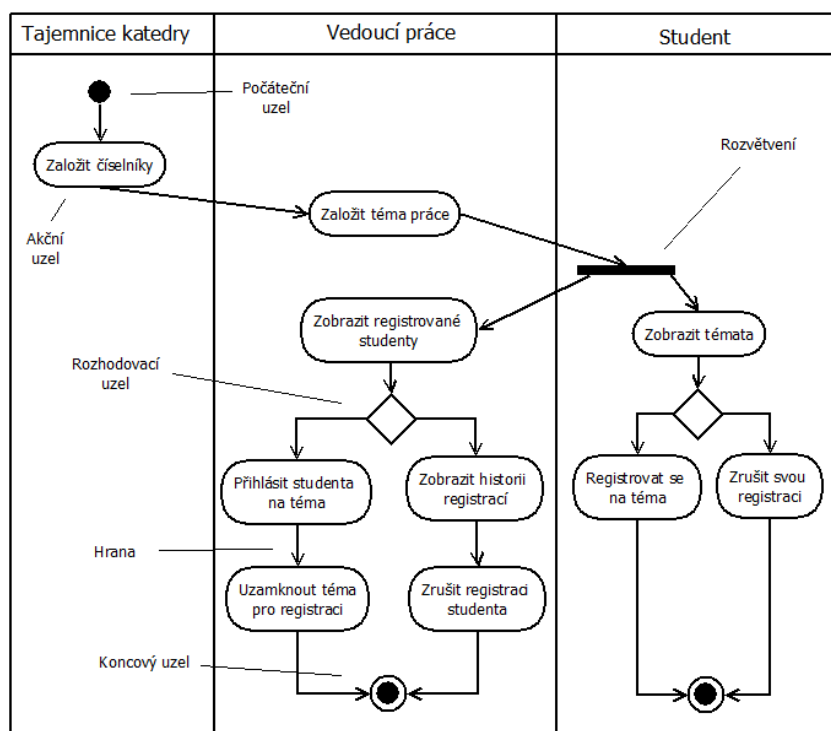 Tajemnice katedry
Vedoucí práce
Student
Počáteční
uzel
Založit číselníky
Rozvětvení
Založit téma práce
Akční
uzel
Zobrazit registrované
studenty
Zobrazit témata
Rozhodovací
uzel
Přihlásit studenta
na téma
Zobrazit historii
registrací
Registrovat se
na téma
Zrušit svou
registraci
Hrana
Uzamknout téma
pro registraci
Zrušit registraci
studenta
Koncový uzel